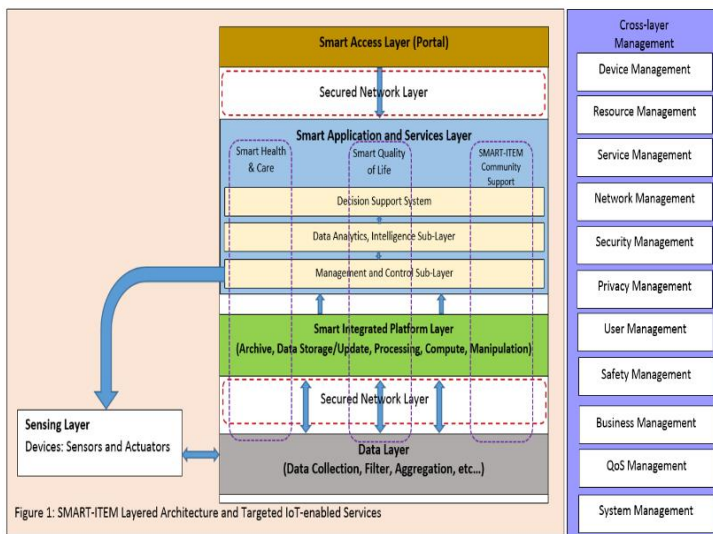 Smart Access Layer (Portal)
Secured Network Layer
Smart Application and Services Layer
Smart Health
& Care
Smart Quality
of Life
SMART-ITEM
Community
Support
Decision Support System
Data Analytics, Intelligence Sub-Layer
Management and Control Sub-Layer
Smart Integrated Platform Layer
(Archive, Data Storage/Update, Processing, Compute, Manipulation)
Secured Network Layer
Sensing Layer
Devices: Sensors and Actuators
Data Layer
(Data Collection, Filter, Aggregation, etc...)
Figure 1: SMART-ITEM Layered Architecture and Targeted IoT-enabled Services
Cross-layer
Management
Device Management
Resource Management
Service Management
Network Management
Security Management
Privacy Management
User Management
Safety Management
Business Management
QoS Management
System Management